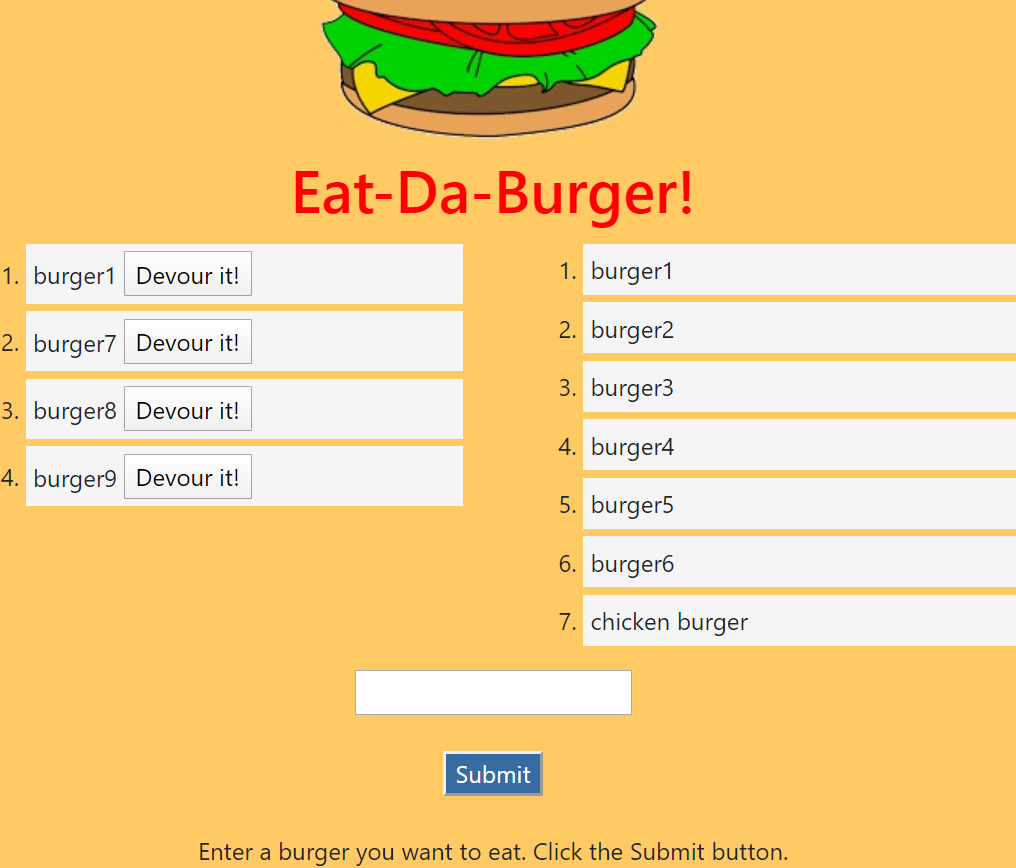 Eat-Da-Burger!
1. burger1 Devour it!
2. burger7 Devour it!
3. burger8 Devour it!
4. burger9 Devour it!
1. burger1
2. burger2
3. burger3
4. burger4
5. burger5
6. burger6
7. chicken burger
Submit
Enter a burger you want to eat. Click the Submit button.